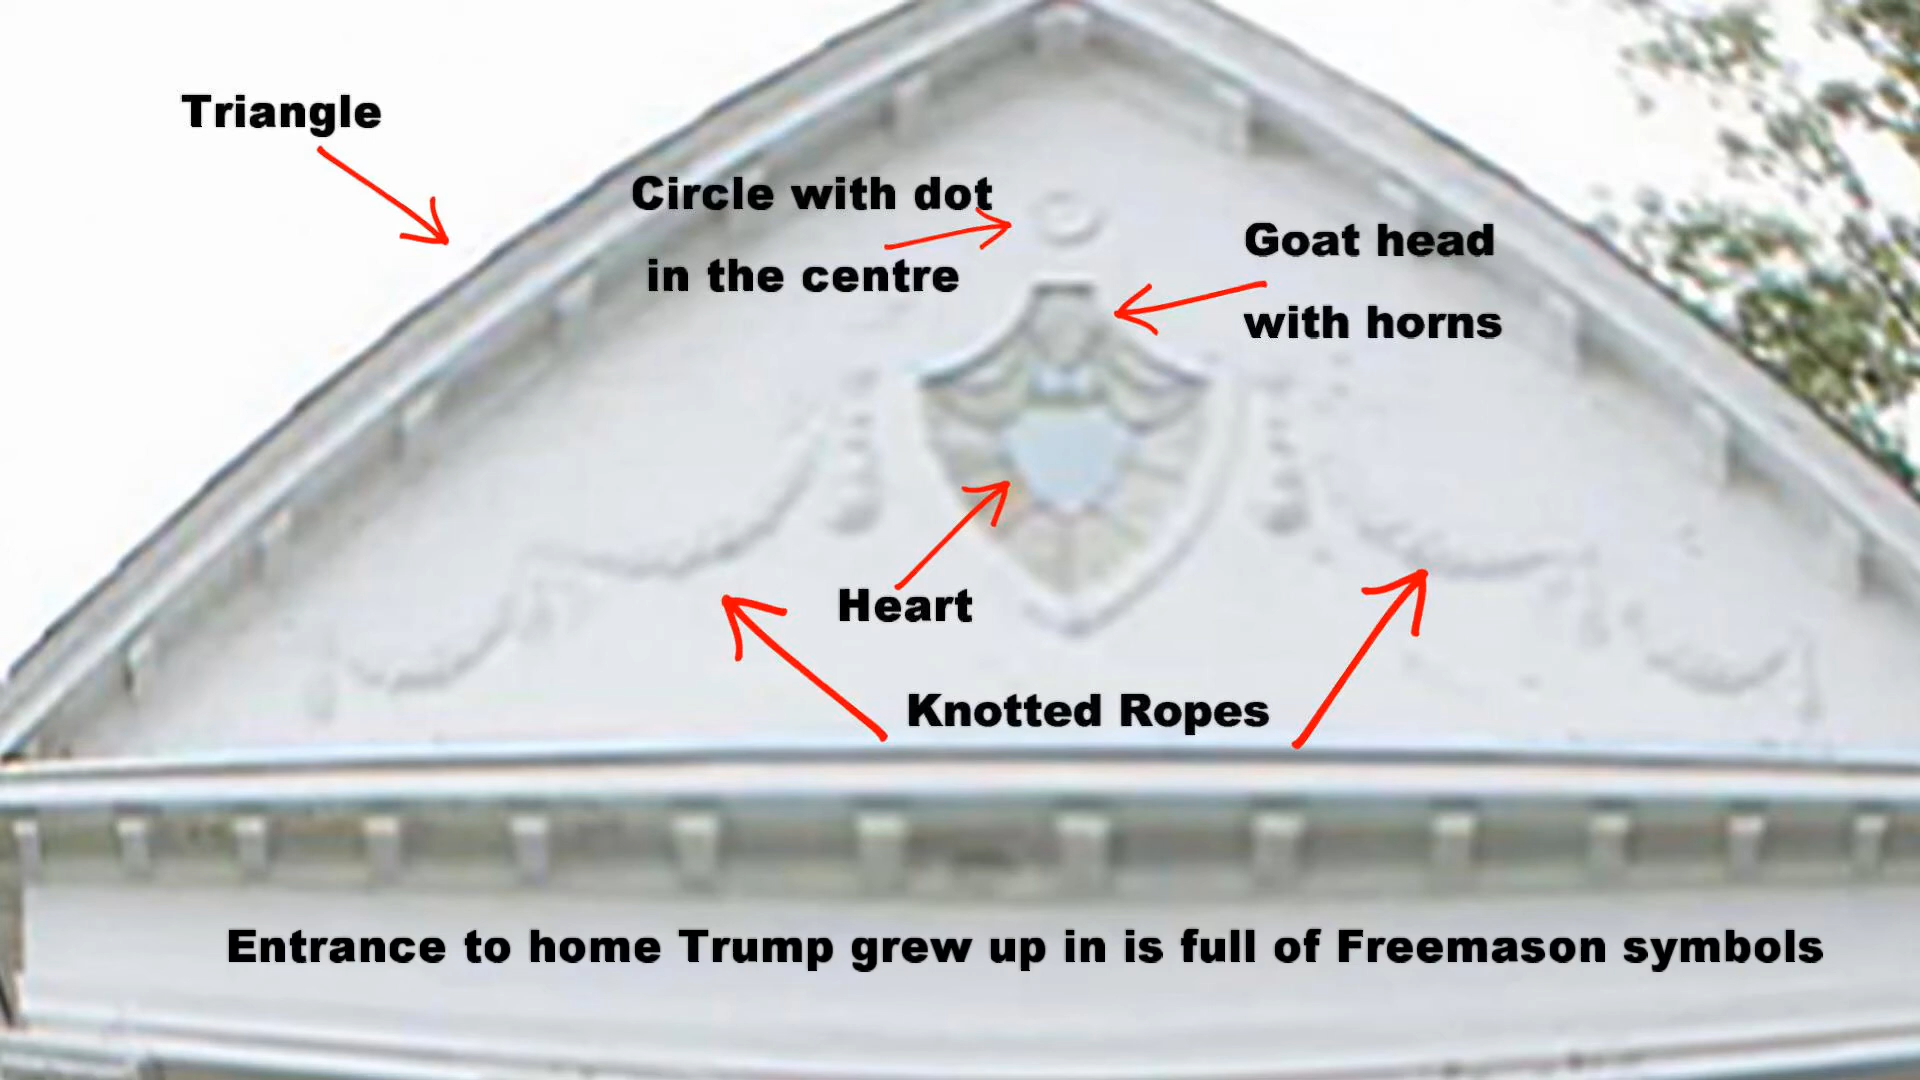 Triangle
Circle with dot
in the centre
Goat head
with horns
Heart
Knotted Ropes
Entrance to home Trump grew up in is full of Freemason symbols